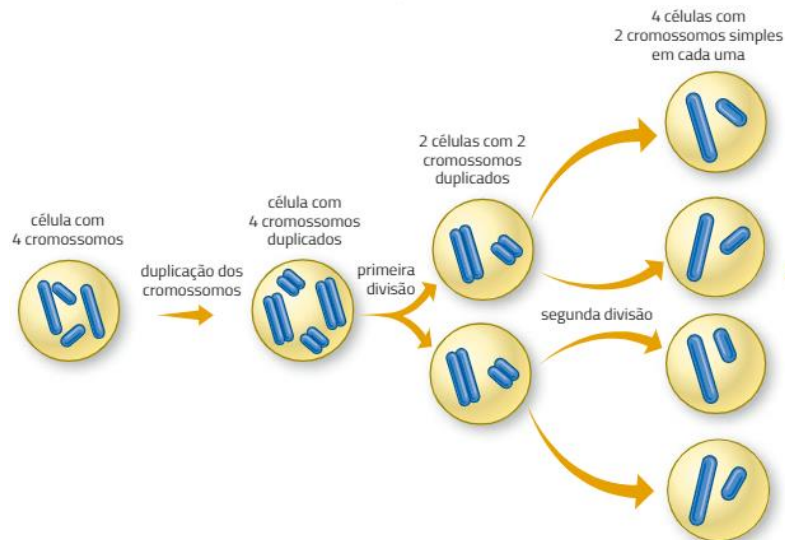 célula com
4 cromossomos
duplicação dos
cromossomos
célula com
4 cromossomos
duplicados
primeira
divisão
2 células com 2
cromossomos
duplicados
segunda divisão
4 células com
2 cromossomos simples
em cada uma